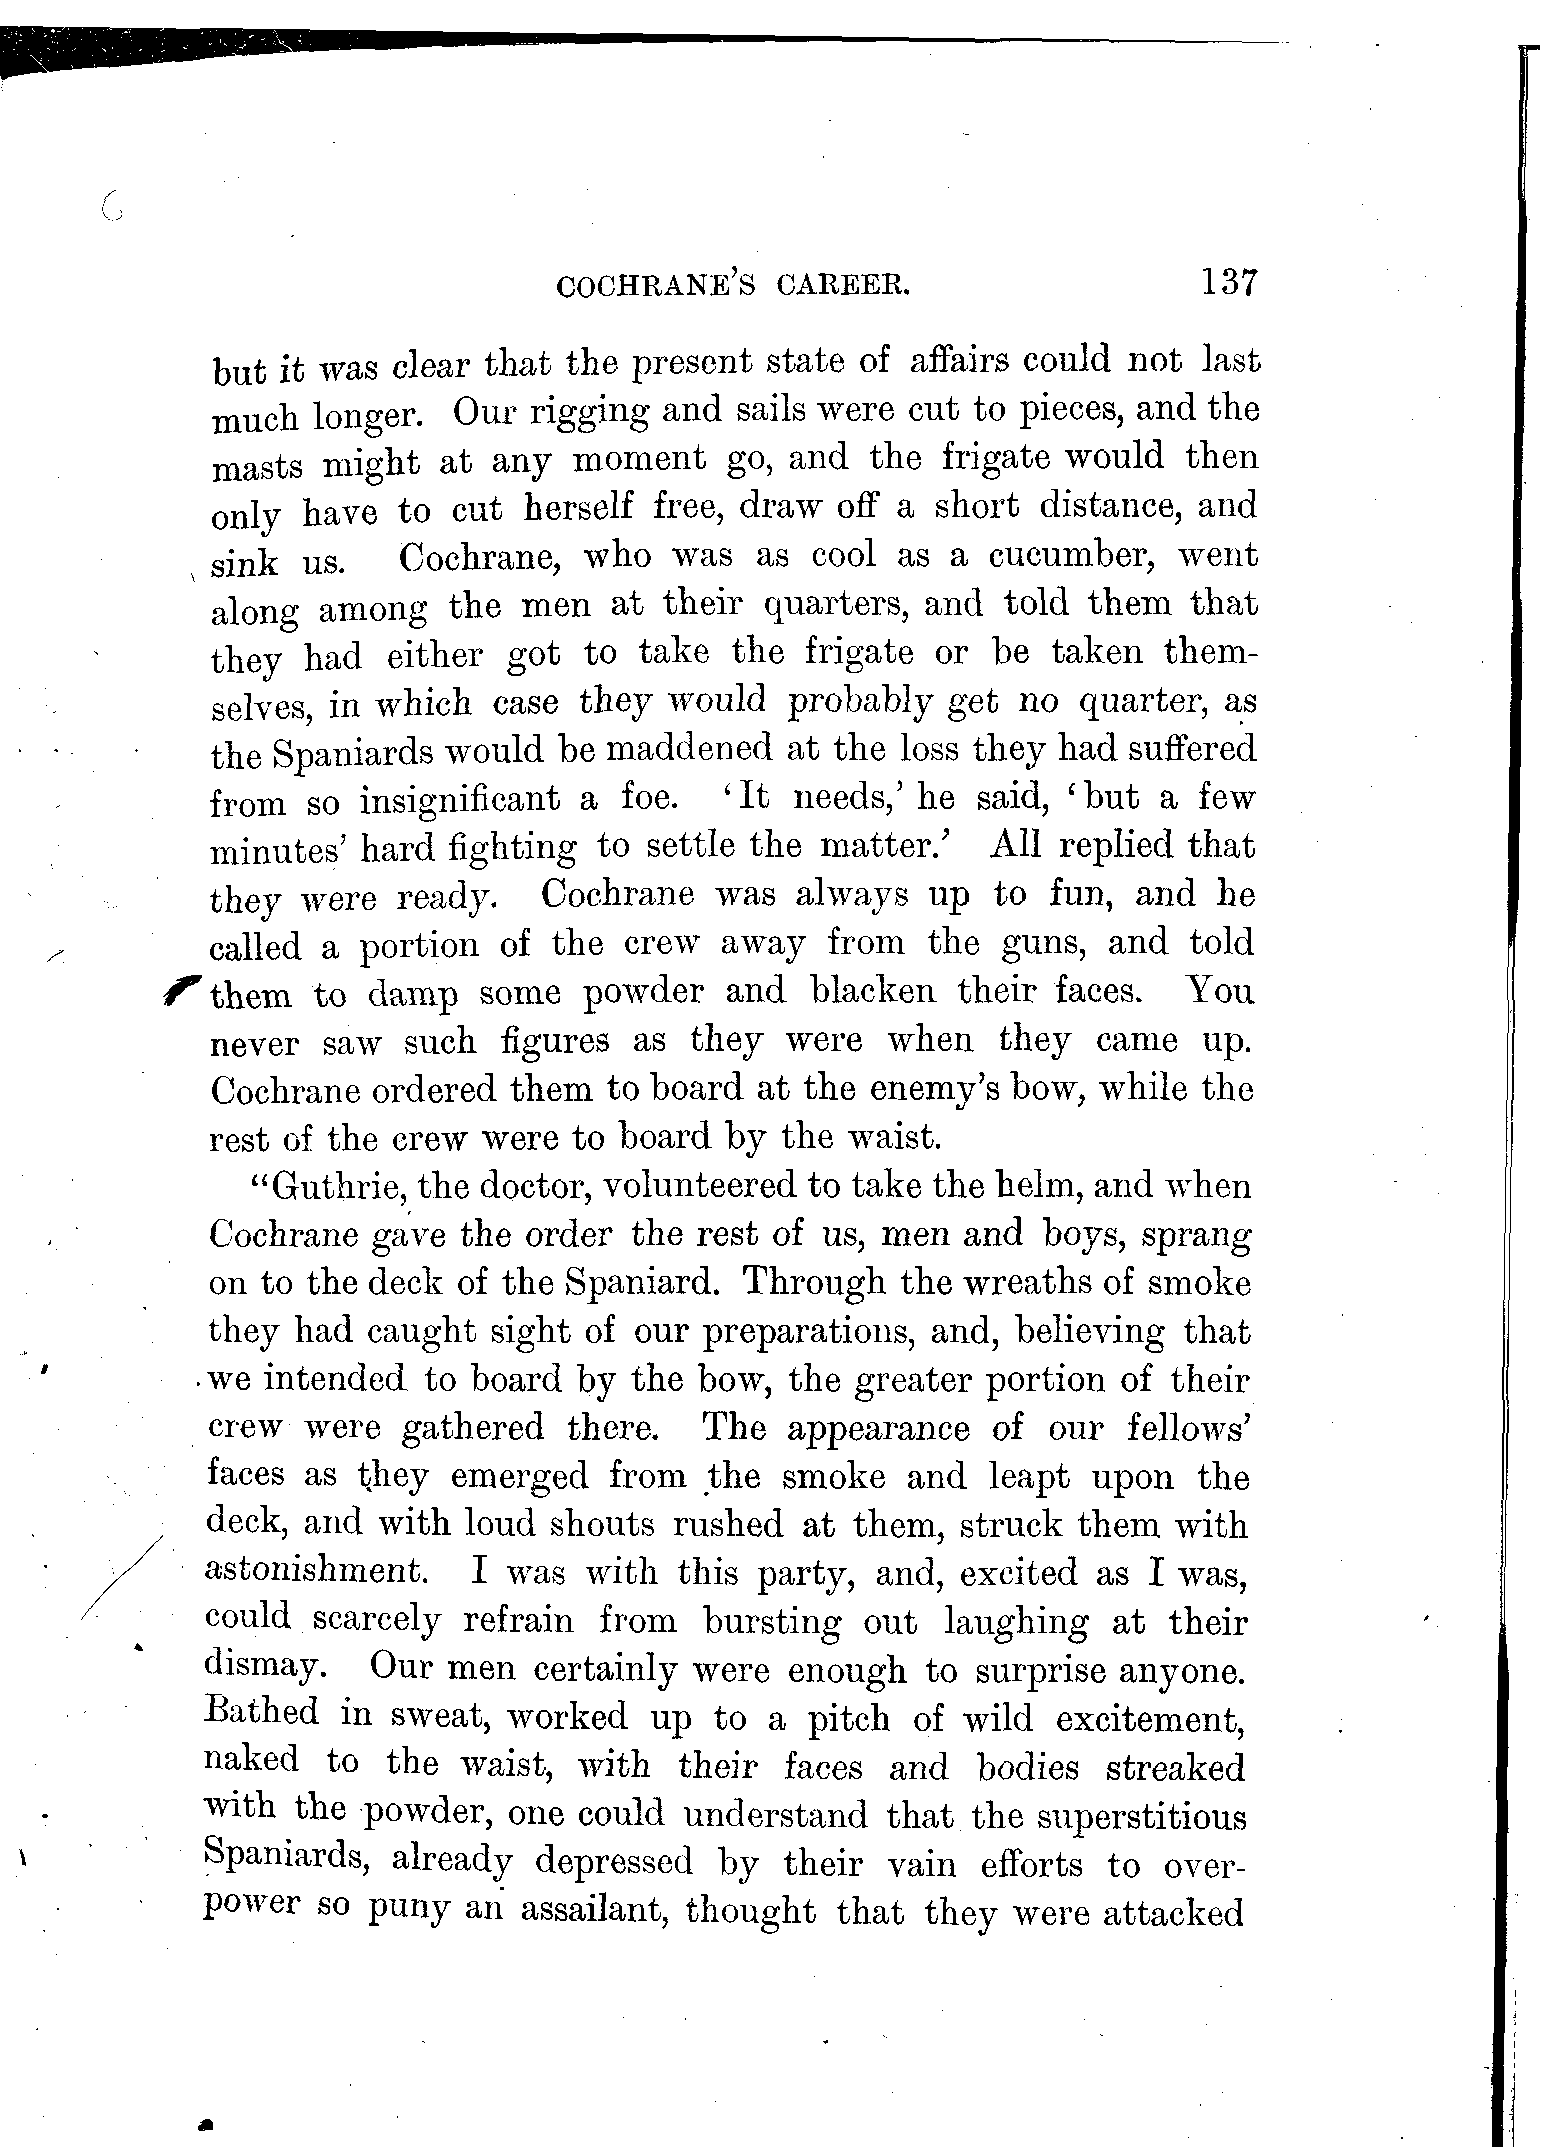 COCHRANE'S CAREER. 137
but it was clear that the present state of affairs could not last
much longer. Our rigging and sails were cut to pieces, and the
masts might at any moment go, and the frigate would then
only have to cut herself free, draw off a short distance, and
sink us. Cochrane, who was as cool as a cucumber, went
along among the men at their quarters, and told them that
they had either got to take the frigate or be taken them-
selves, in which case they would probably get no quarter, as
the Spaniards would be maddened at the loss they had suffered
from so insignificant a foe. 'It needs,' he said, 'but a few
minutes' hard fighting to settle the matter.' All replied that
they were ready. Cochrane was always up to fun, and he
called a portion of the crew away from the guns, and told
them to damp some powder and blacken their faces. You
never saw such figures as they were when they came up.
Cochrane ordered them to board at the enemy's bow, while the
rest of the crew were to board by the waist.
"Guthrie, the doctor, volunteered to take the helm, and when
Cochrane gave the order the rest of us, men and boys, sprang
on to the deck of the Spaniard. Through the wreaths of smoke
they had caught sight of our preparations, and, believing that
we intended to board by the bow, the greater portion of their
crew were gathered there. The appearance of our fellows'
faces as they emerged from the smoke and leapt upon the
deck, and with loud shouts rushed at them, struck them with
astonishment. I was with this party, and, excited as I was,
could scarcely refrain from bursting out laughing at their
dismay. Our men certainly were enough to surprise anyone.
Bathed in sweat, worked up to a pitch of wild excitement,
naked to the waist, with their faces and bodies streaked
with the powder, one could understand that the superstitious
Spaniards, already depressed by their vain efforts to over-
power so puny an assailant, thought that they were attacked